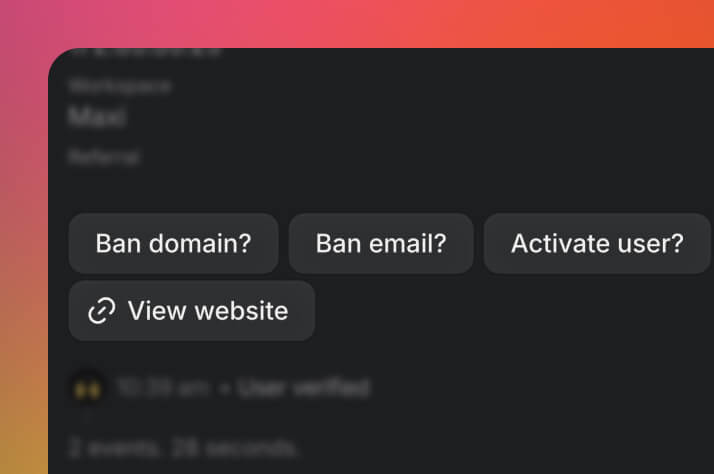 Workspace
Maxi
Referral
Ban domain? Ban email? Activate user?
View website
10:39 am • User verified
2 events. 28 seconds.